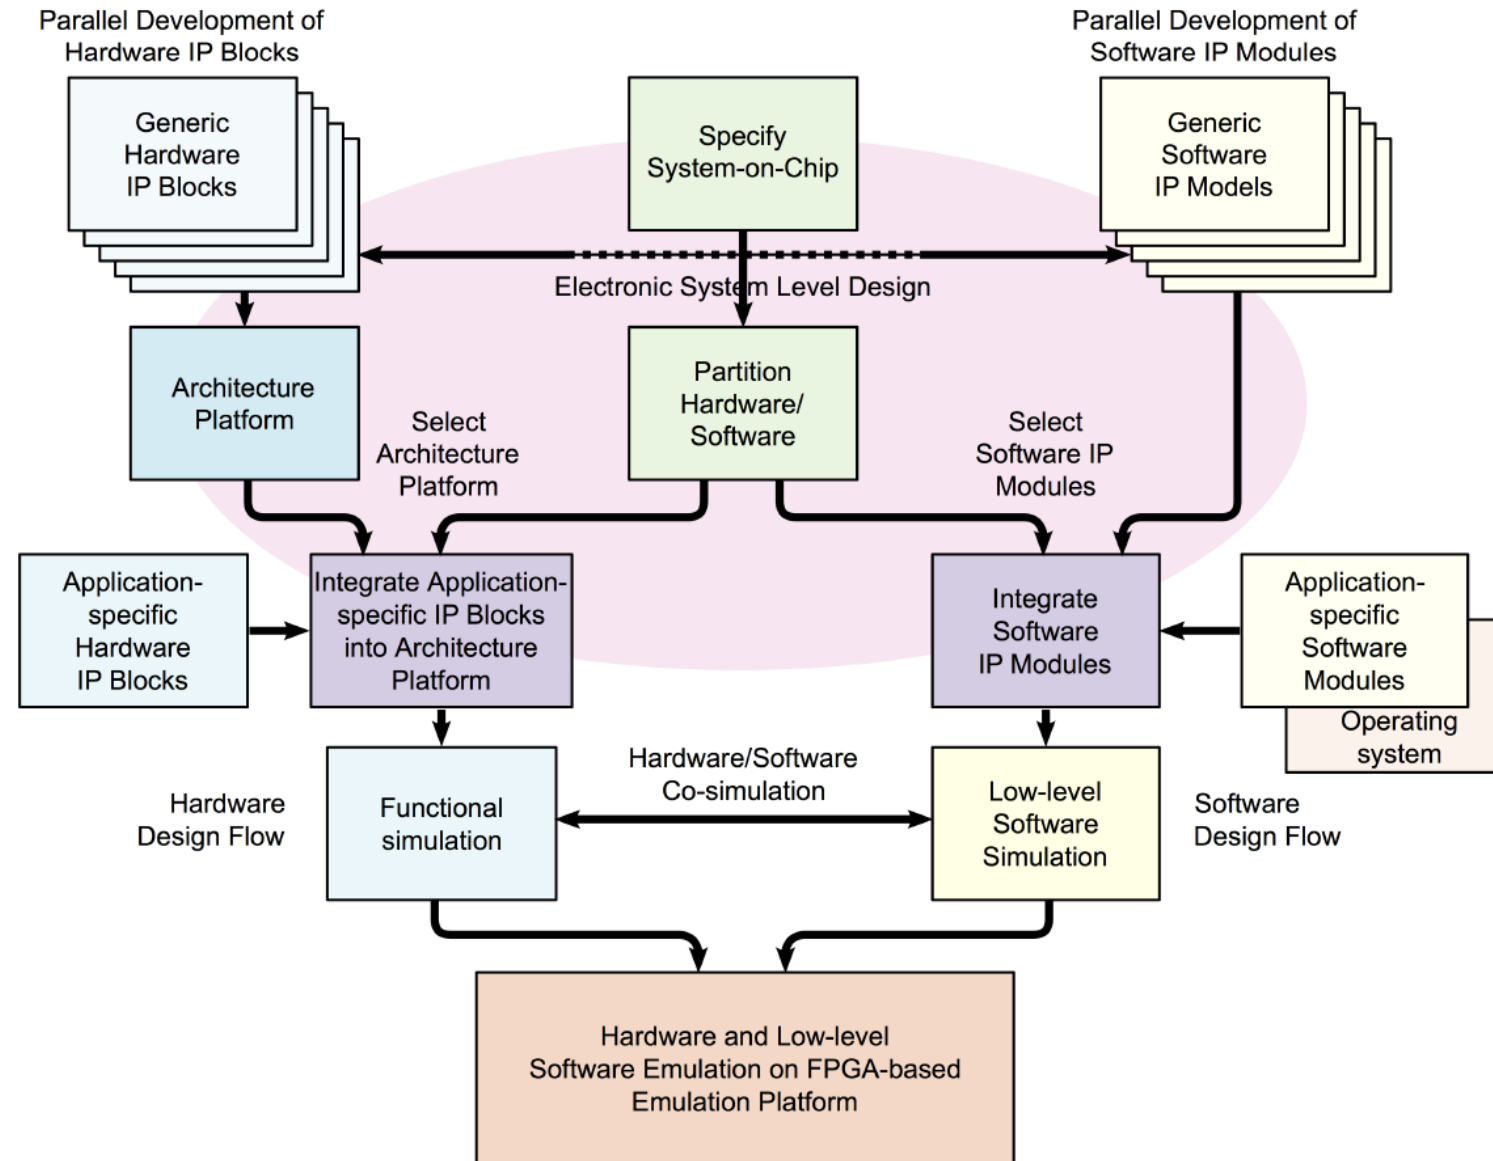 Parallel Development of
Hardware IP Blocks
Parallel Development of
Software IP Modules
Generic
Hardware
IP Blocks
Specify
System-on-Chip
Generic
Software
IP Models
Electronic System Level Design
Architecture
Platform
Select
Architecture
Platform
Partition
Hardware/
Software
Select
Software IP
Modules
Application-
specific
Hardware
IP Blocks
Integrate Application-
specific IP Blocks
into Architecture
Platform
Integrate
Software
IP Modules
Application-
specific
Software
Modules
Operating
system
Hardware
Design Flow
Functional
simulation
Hardware/Software
Co-simulation
Low-level
Software
Simulation
Software
Design Flow
Hardware and Low-level
Software Emulation on FPGA-based
Emulation Platform